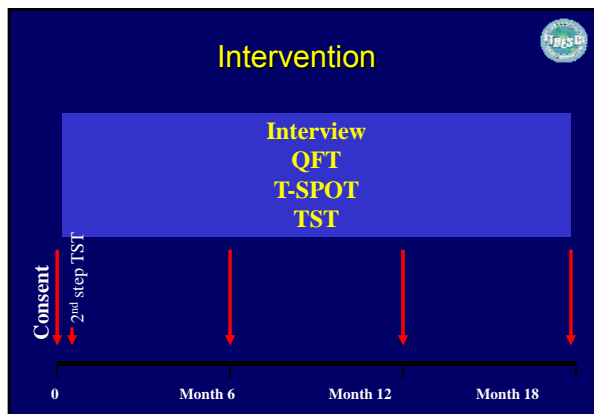 Intervention
Interview
QFT
T-SPOT
TST
Consent
2nd step TST
0 Month 6 Month 12 Month 18